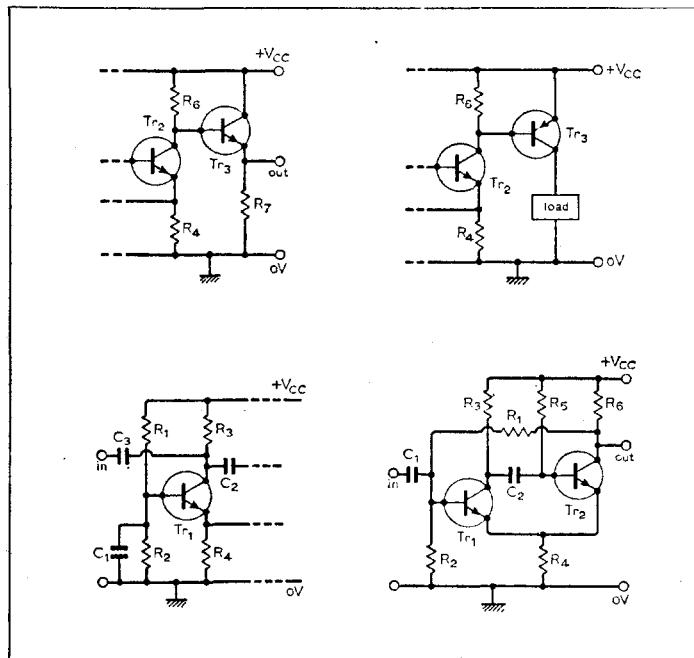 +VCC
R6
Tr2
Tr3
out
R7
R4
0V
+VCC
R6
Tr3
Tr2
load
R4
0V
+VCC
R1
R3
C3
in
C2
Tr1
C1
R2
R4
0V
+VCC
R3
R5
R6
R1
C1
out
in
C2
Tr1
Tr2
R2
R4
0V